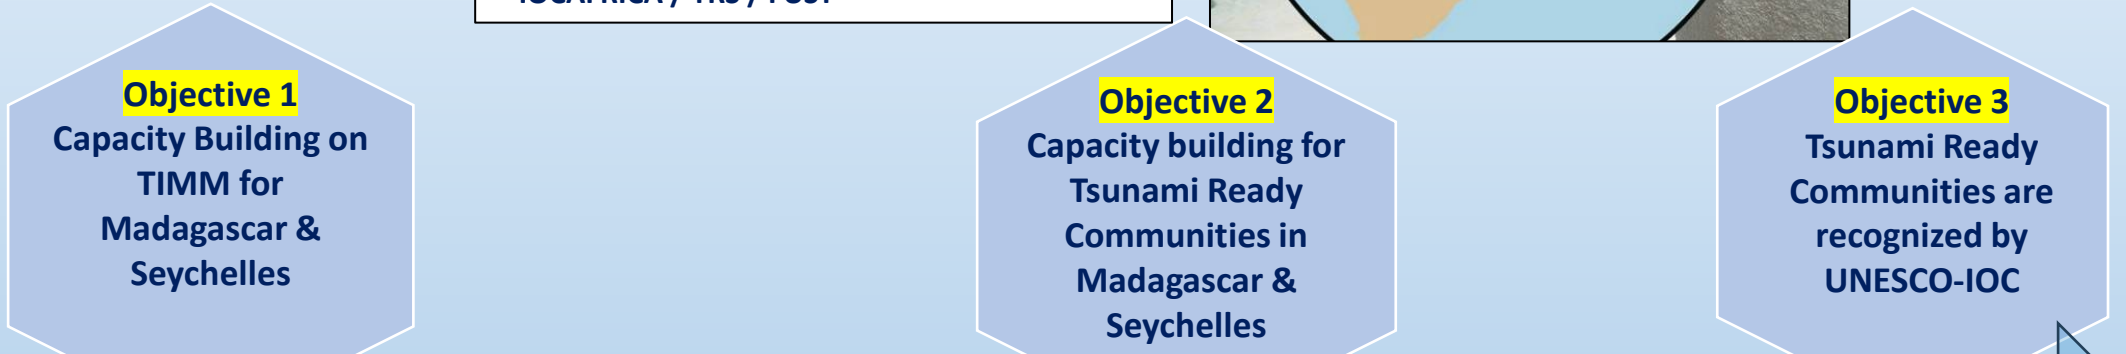 Objective 1
Capacity Building on
TIMM for
Madagascar &
Seychelles
Objective 2
Capacity building for
Tsunami Ready
Communities in
Madagascar &
Seychelles
Objective 3
Tsunami Ready
Communities are
recognized by
UNESCO-IOC